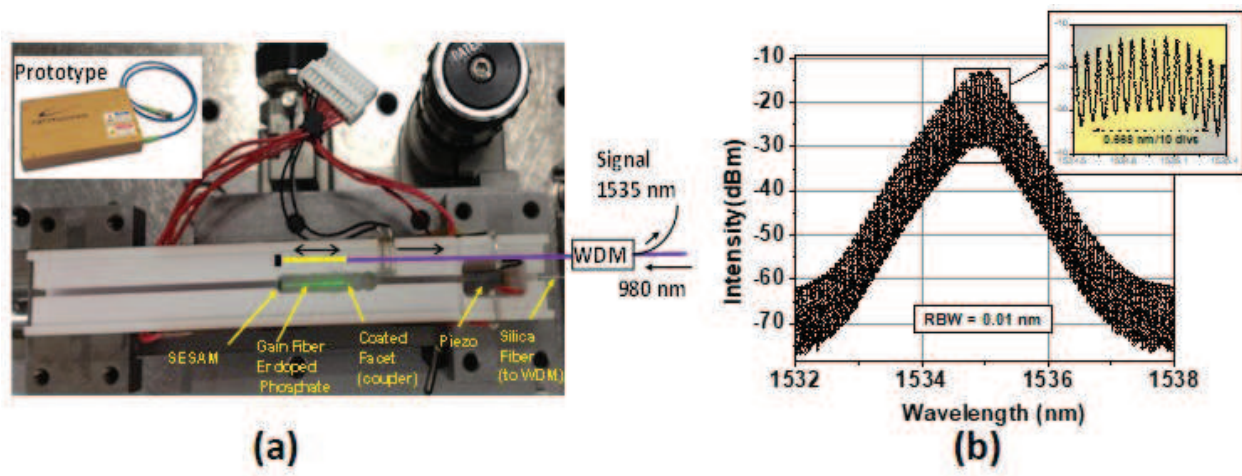 Prototype
Signal
1535 nm
WDM
980 nm
SESAM
Gain Fiber
Er doped
Phosphate
Coated
Facet
(coupler)
Piezo
Silica
Fiber
(to WDM)
(a)
-10
-20
-30
-40
-50
-60
-70
Intensity(dBm)
0.668 nm/10 divs
RBW = 0.01 nm
1532
1534
1536
1538
Wavelength (nm)
(b)